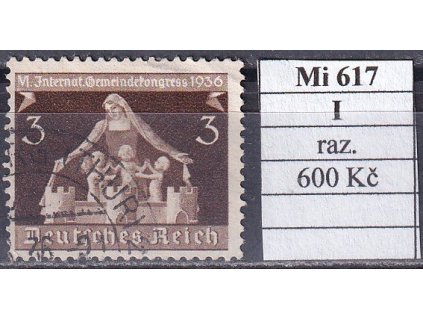 VI. Internat. Gemeindekongress 1936
3 3
Deutsches Reich
Mi 617
I
raz.
600 Kč